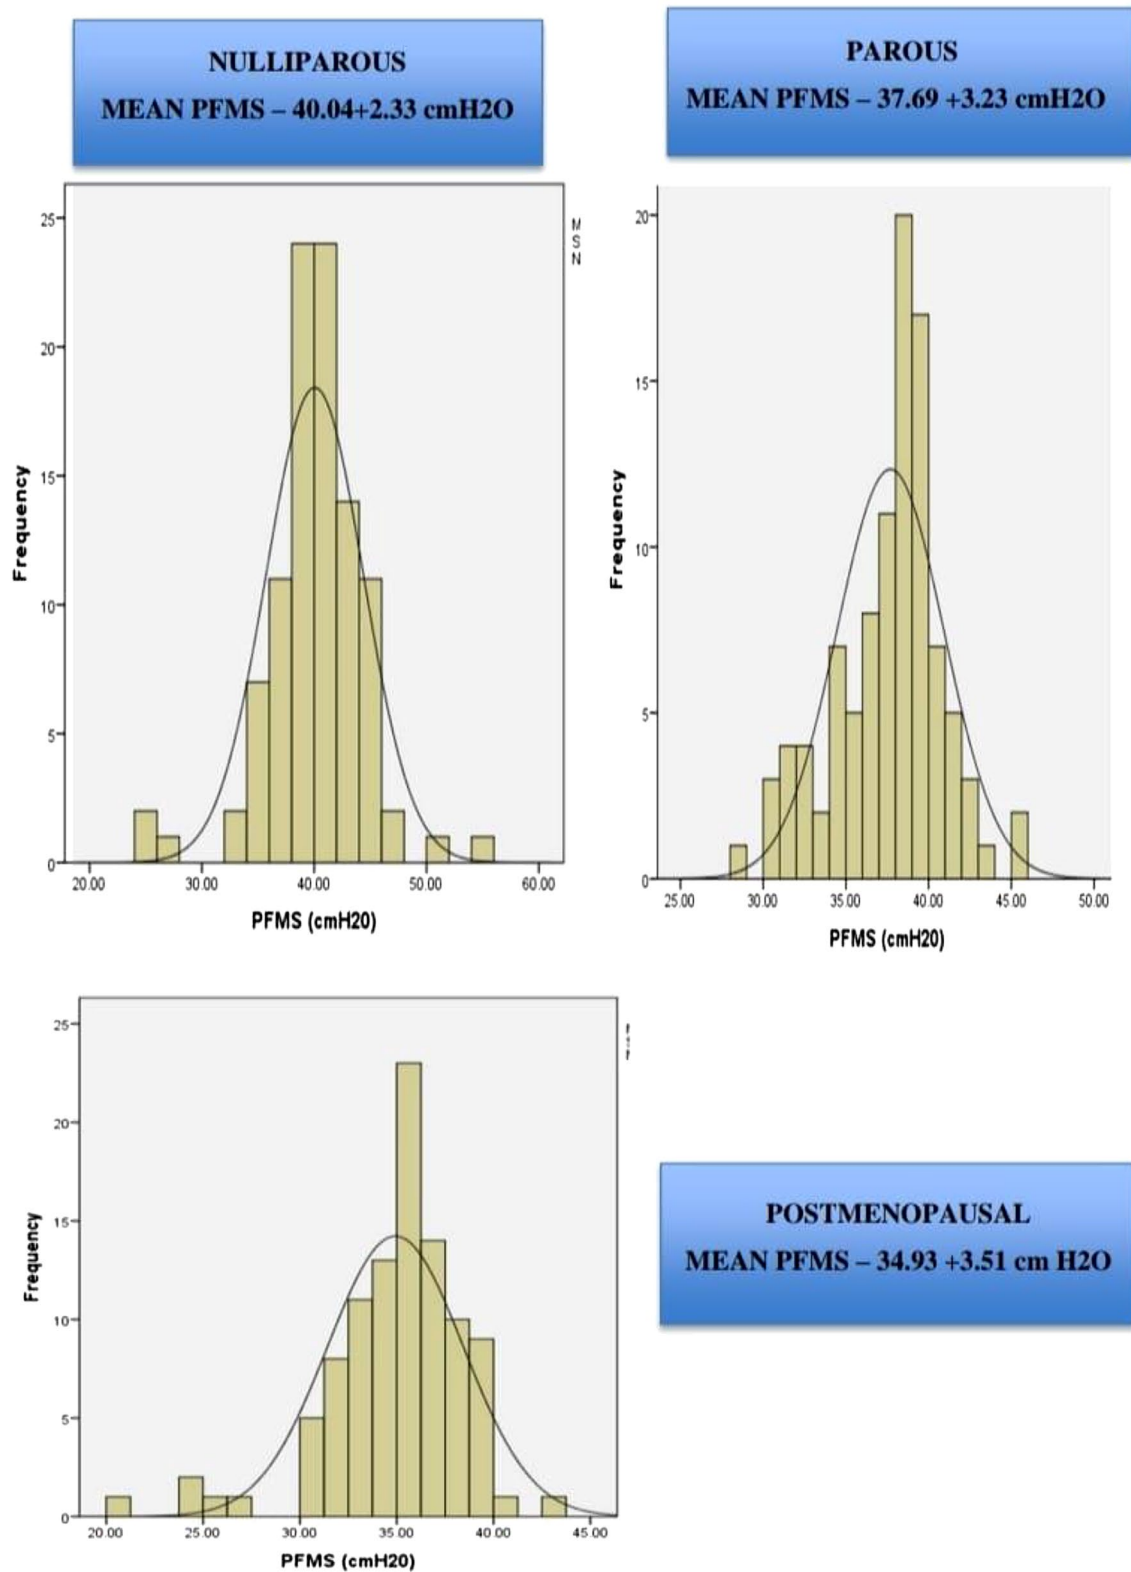 NULLIPAROUS
MEAN PFMS – 40.04+2.33 cmH2O
PAROUS
MEAN PFMS – 37.69 +3.23 cmH2O
25
20
15
10
5
0
Frequency
20.00 30.00 40.00 50.00 60.00
PFMS (cmH20)
M
S
N
20
15
10
5
0
Frequency
25.00 30.00 35.00 40.00 45.00 50.00
PFMS (cmH20)
25
20
15
10
5
0
Frequency
20.00 25.00 30.00 35.00 40.00 45.00
PFMS (cmH20)
POSTMENOPAUSAL
MEAN PFMS – 34.93 +3.51 cm H2O